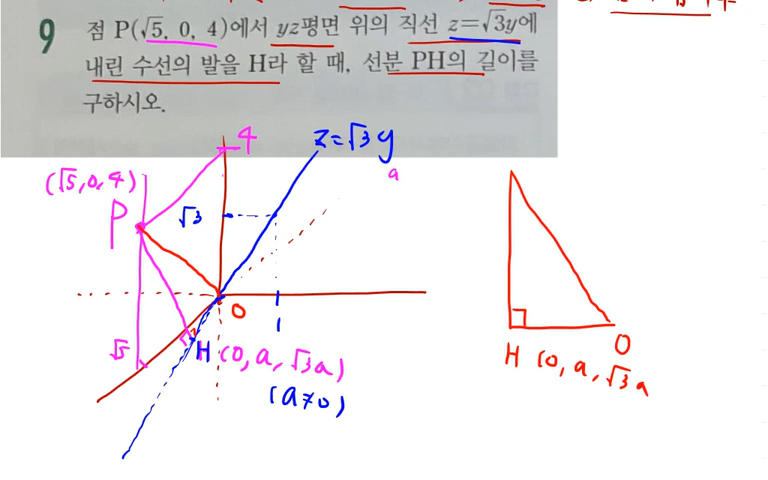 9 점 P(√5, 0, 4)에서 yz평면 위의 직선 z=√3y에
내린 수선의 발을 H라 할 때, 선분 PH의 길이를
구하시오.
4
z=√3y
a
(√5,0,4)
P
√3
O
1
√5
H (0, a, √3a)
(a≠0)
O
H (0, a, √3a